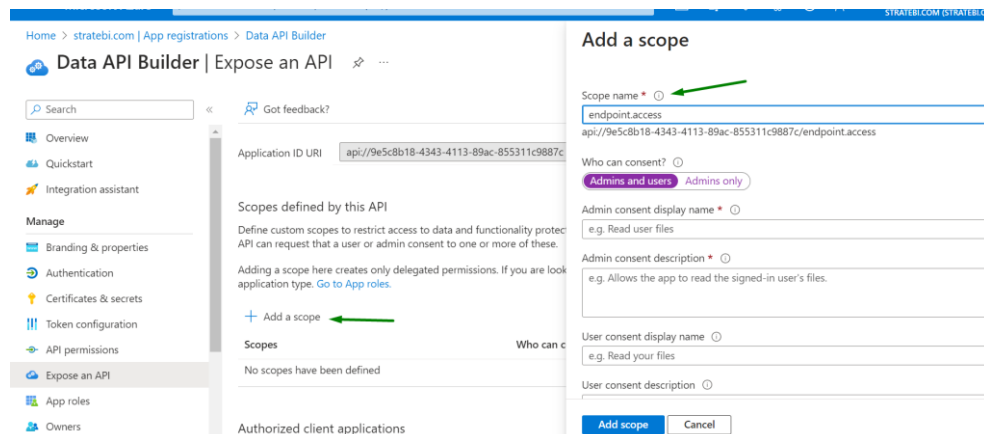 STRATEBI.COM (STRATEBI.C
Home > stratebi.com | App registrations > Data API Builder
Data API Builder | Expose an API
Search
Got feedback?
Overview
Quickstart
Integration assistant
Manage
Branding & properties
Authentication
Certificates & secrets
Token configuration
API permissions
Expose an API
App roles
Owners
Application ID URI
api://9e5c8b18-4343-4113-89ac-855311c9887c
Scopes defined by this API
Define custom scopes to restrict access to data and functionality protec
API can request that a user or admin consent to one or more of these.
Adding a scope here creates only delegated permissions. If you are look
application type. Go to App roles.
Add a scope
Scopes
Who can c
No scopes have been defined
Authorized client applications
Add a scope
Scope name *
endpoint.access
api://9e5c8b18-4343-4113-89ac-855311c9887c/endpoint.access
Who can consent?
Admins and users
Admins only
Admin consent display name *
e.g. Read user files
Admin consent description *
e.g. Allows the app to read the signed-in user's files.
User consent display name
e.g. Read your files
User consent description
Add scope
Cancel